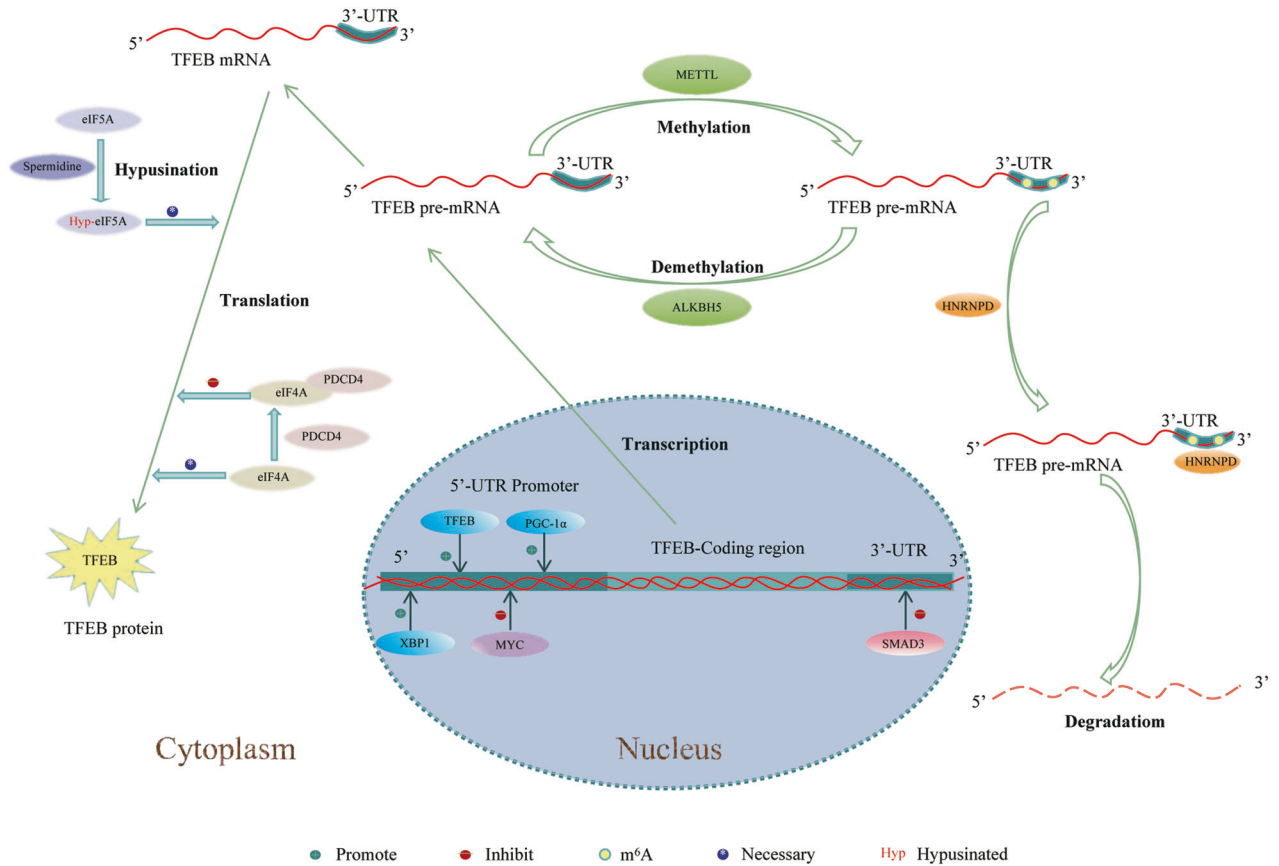 3’-UTR
5’
3’
TFEB mRNA
METTL
Methylation
eIF5A
Spermidine
Hypusination
Hyp-eIF5A
*
3’-UTR
5’
3’
TFEB pre-mRNA
3’-UTR
5’
3’
TFEB pre-mRNA
Demethylation
ALKBH5
HNRNPD
Translation
PDCD4
eIF4A
PDCD4
*
eIF4A
3’-UTR
5’
3’
TFEB pre-mRNA
HNRNPD
Transcription
5’-UTR Promoter
TFEB
PGC-1α
TFEB-Coding region
3’-UTR
5’
3’
XBP1
MYC
SMAD3
TFEB
TFEB protein
5’
3’
Degradatiom
Cytoplasm
Nucleus
Promote
Inhibit
m⁶A
* Necessary
Hyp Hypusinated